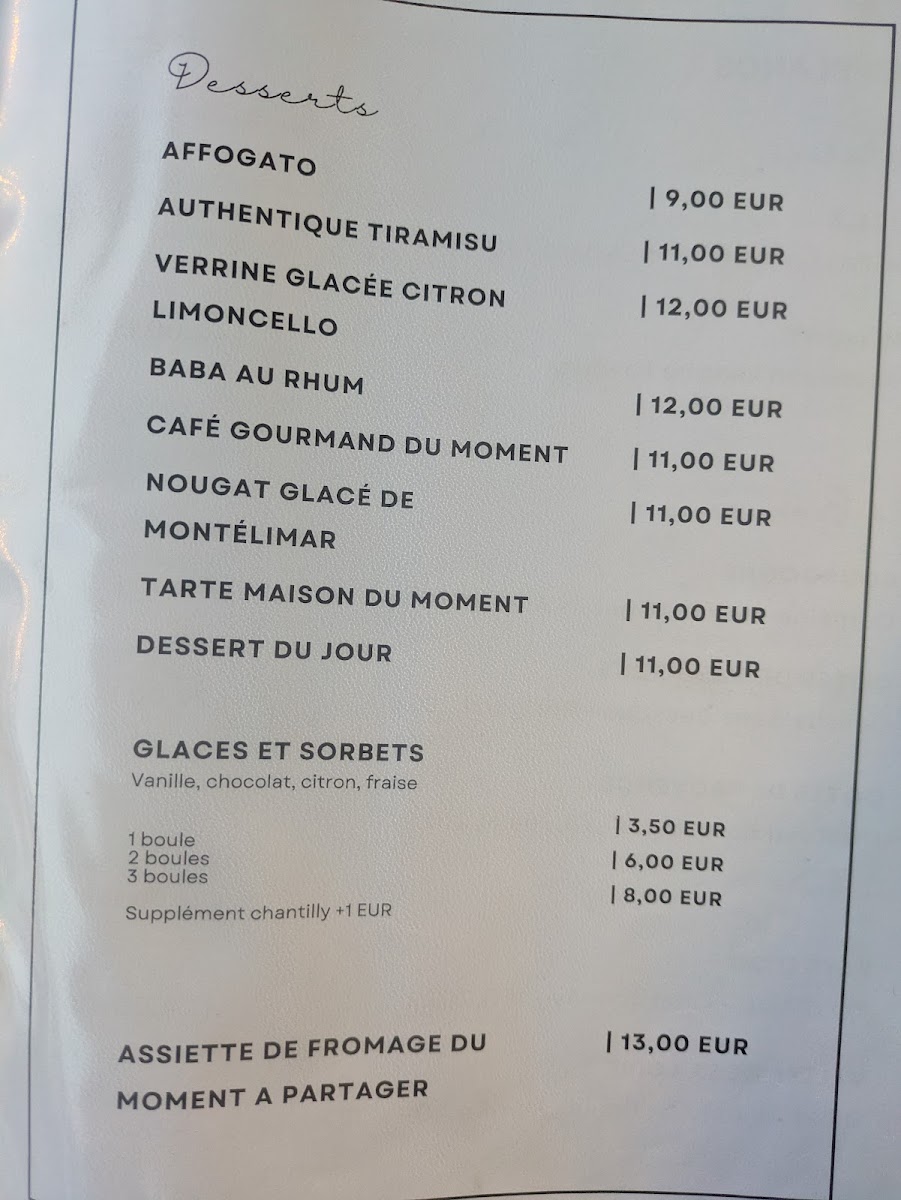 Desserts
AFFOGATO | 9,00 EUR
AUTHENTIQUE TIRAMISU | 11,00 EUR
VERRINE GLACÉE CITRON | 12,00 EUR
LIMONCELLO
BABA AU RHUM | 12,00 EUR
CAFÉ GOURMAND DU MOMENT | 11,00 EUR
NOUGAT GLACÉ DE | 11,00 EUR
MONTÉLIMAR
TARTE MAISON DU MOMENT | 11,00 EUR
DESSERT DU JOUR | 11,00 EUR
GLACES ET SORBETS
Vanille, chocolat, citron, fraise
1 boule | 3,50 EUR
2 boules | 6,00 EUR
3 boules | 8,00 EUR
Supplément chantilly +1 EUR
ASSIETTE DE FROMAGE DU | 13,00 EUR
MOMENT A PARTAGER